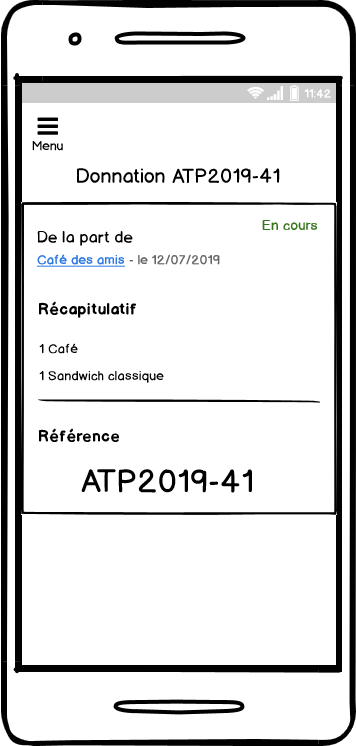 11:42
Menu
Donnation ATP2019-41
En cours
De la part de
Café des amis - le 12/07/2019
Récapitulatif
1 Café
1 Sandwich classique
Référence
ATP2019-41